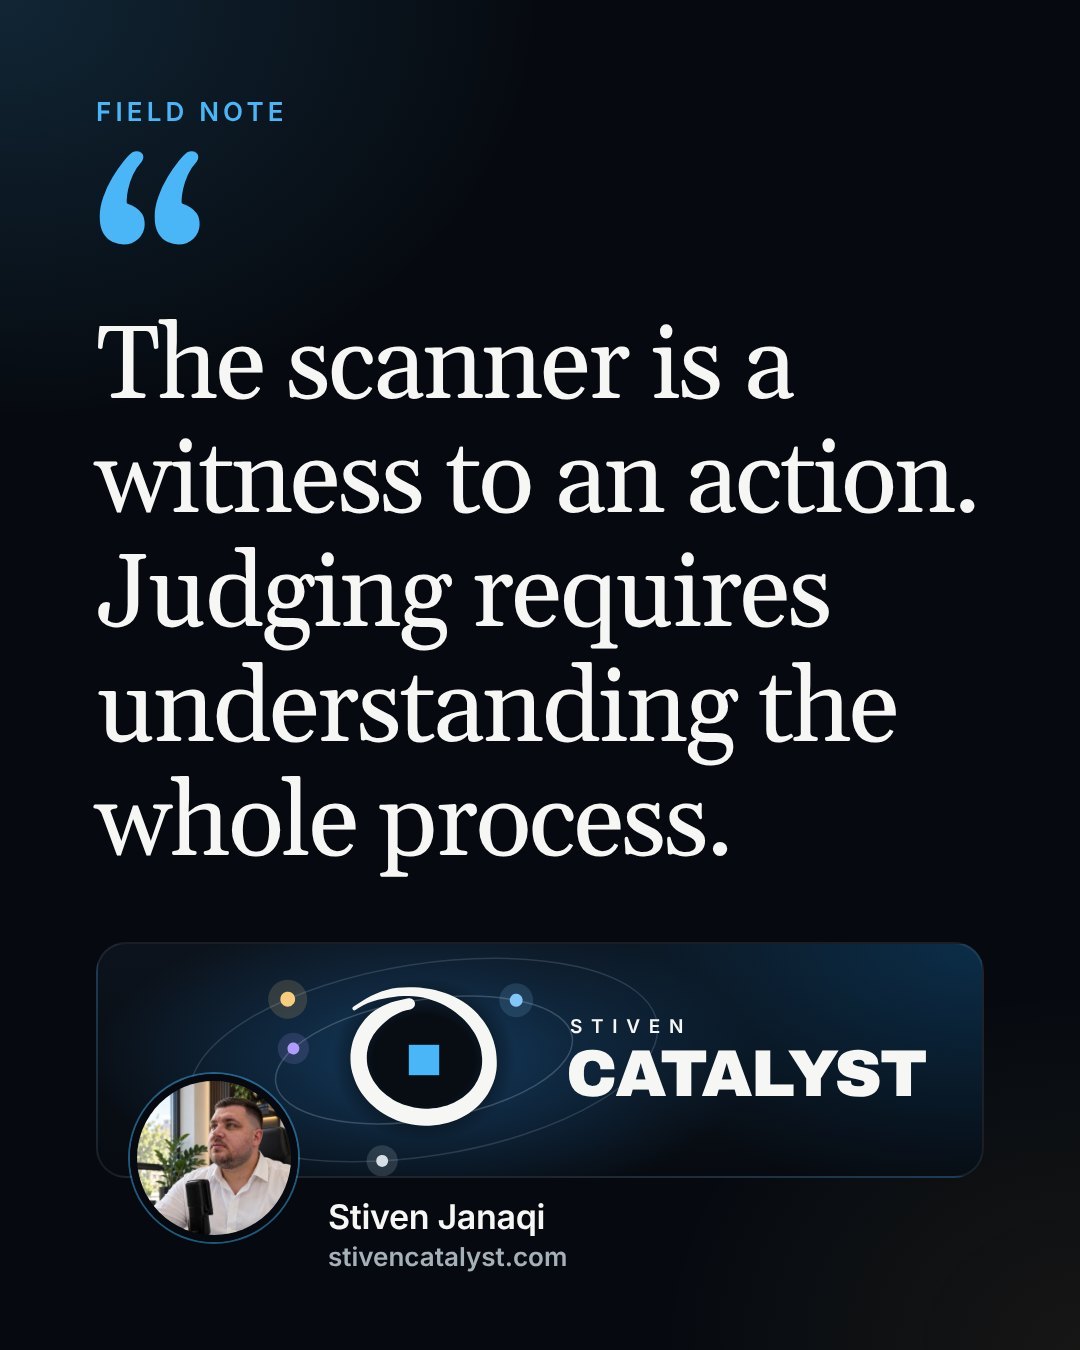 FIELD NOTE
“
The scanner is a
witness to an action.
Judging requires
understanding the
whole process.
STIVEN
CATALYST
Stiven Janaqi
stivencatalyst.com